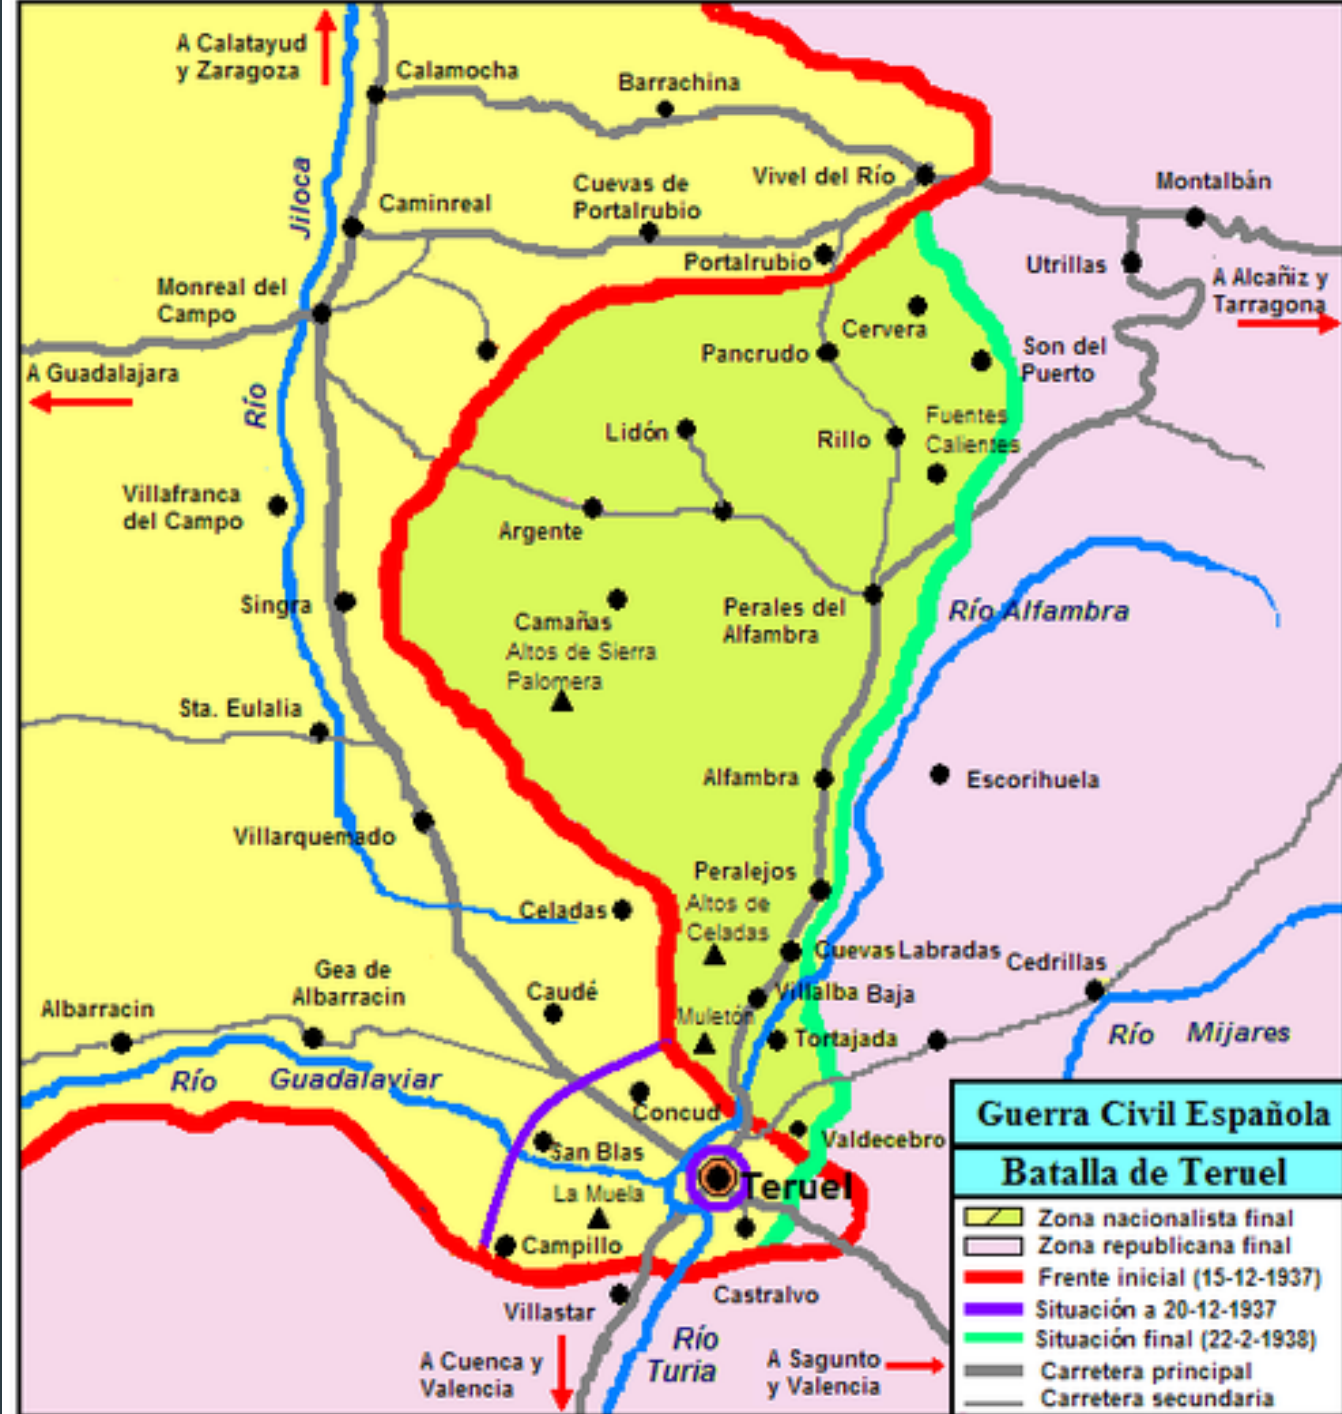 A Calatayud
y Zaragoza
Calamocha
Barrachina
Jiloca
Vivel del Río
Montalbán
Caminreal
Cuevas de
Portalrubio
Portalrubio
Utrillas
A Alcañiz y
Tarragona
Monreal del
Campo
Cervera
A Guadalajara
Pancrudo
Son del
Puerto
Río
Lidón
Rillo
Fuentes
Calientes
Villafranca
del Campo
Argente
Singra
Camañas
Altos de Sierra
Palomera
Perales del
Alfambra
Río Alfambra
Sta. Eulalia
Alfambra
Escorihuela
Villarquemado
Peralejos
Altos de
Celadas
Celadas
Cuevas Labradas
Cedrillas
Gea de
Albarracin
Albarracin
Caudé
Villalba Baja
Muletón
Tortajada
Río Mijares
Río Guadalaviar
Concud
San Blas
Valdecebro
La Muela
Teruel
Campillo
Villastar
Castralvo
Río
Turia
A Cuenca y
Valencia
A Sagunto
y Valencia
Guerra Civil Española
Batalla de Teruel
Zona nacionalista final
Zona republicana final
Frente inicial (15-12-1937)
Situación a 20-12-1937
Situación final (22-2-1938)
Carretera principal
Carretera secundaria